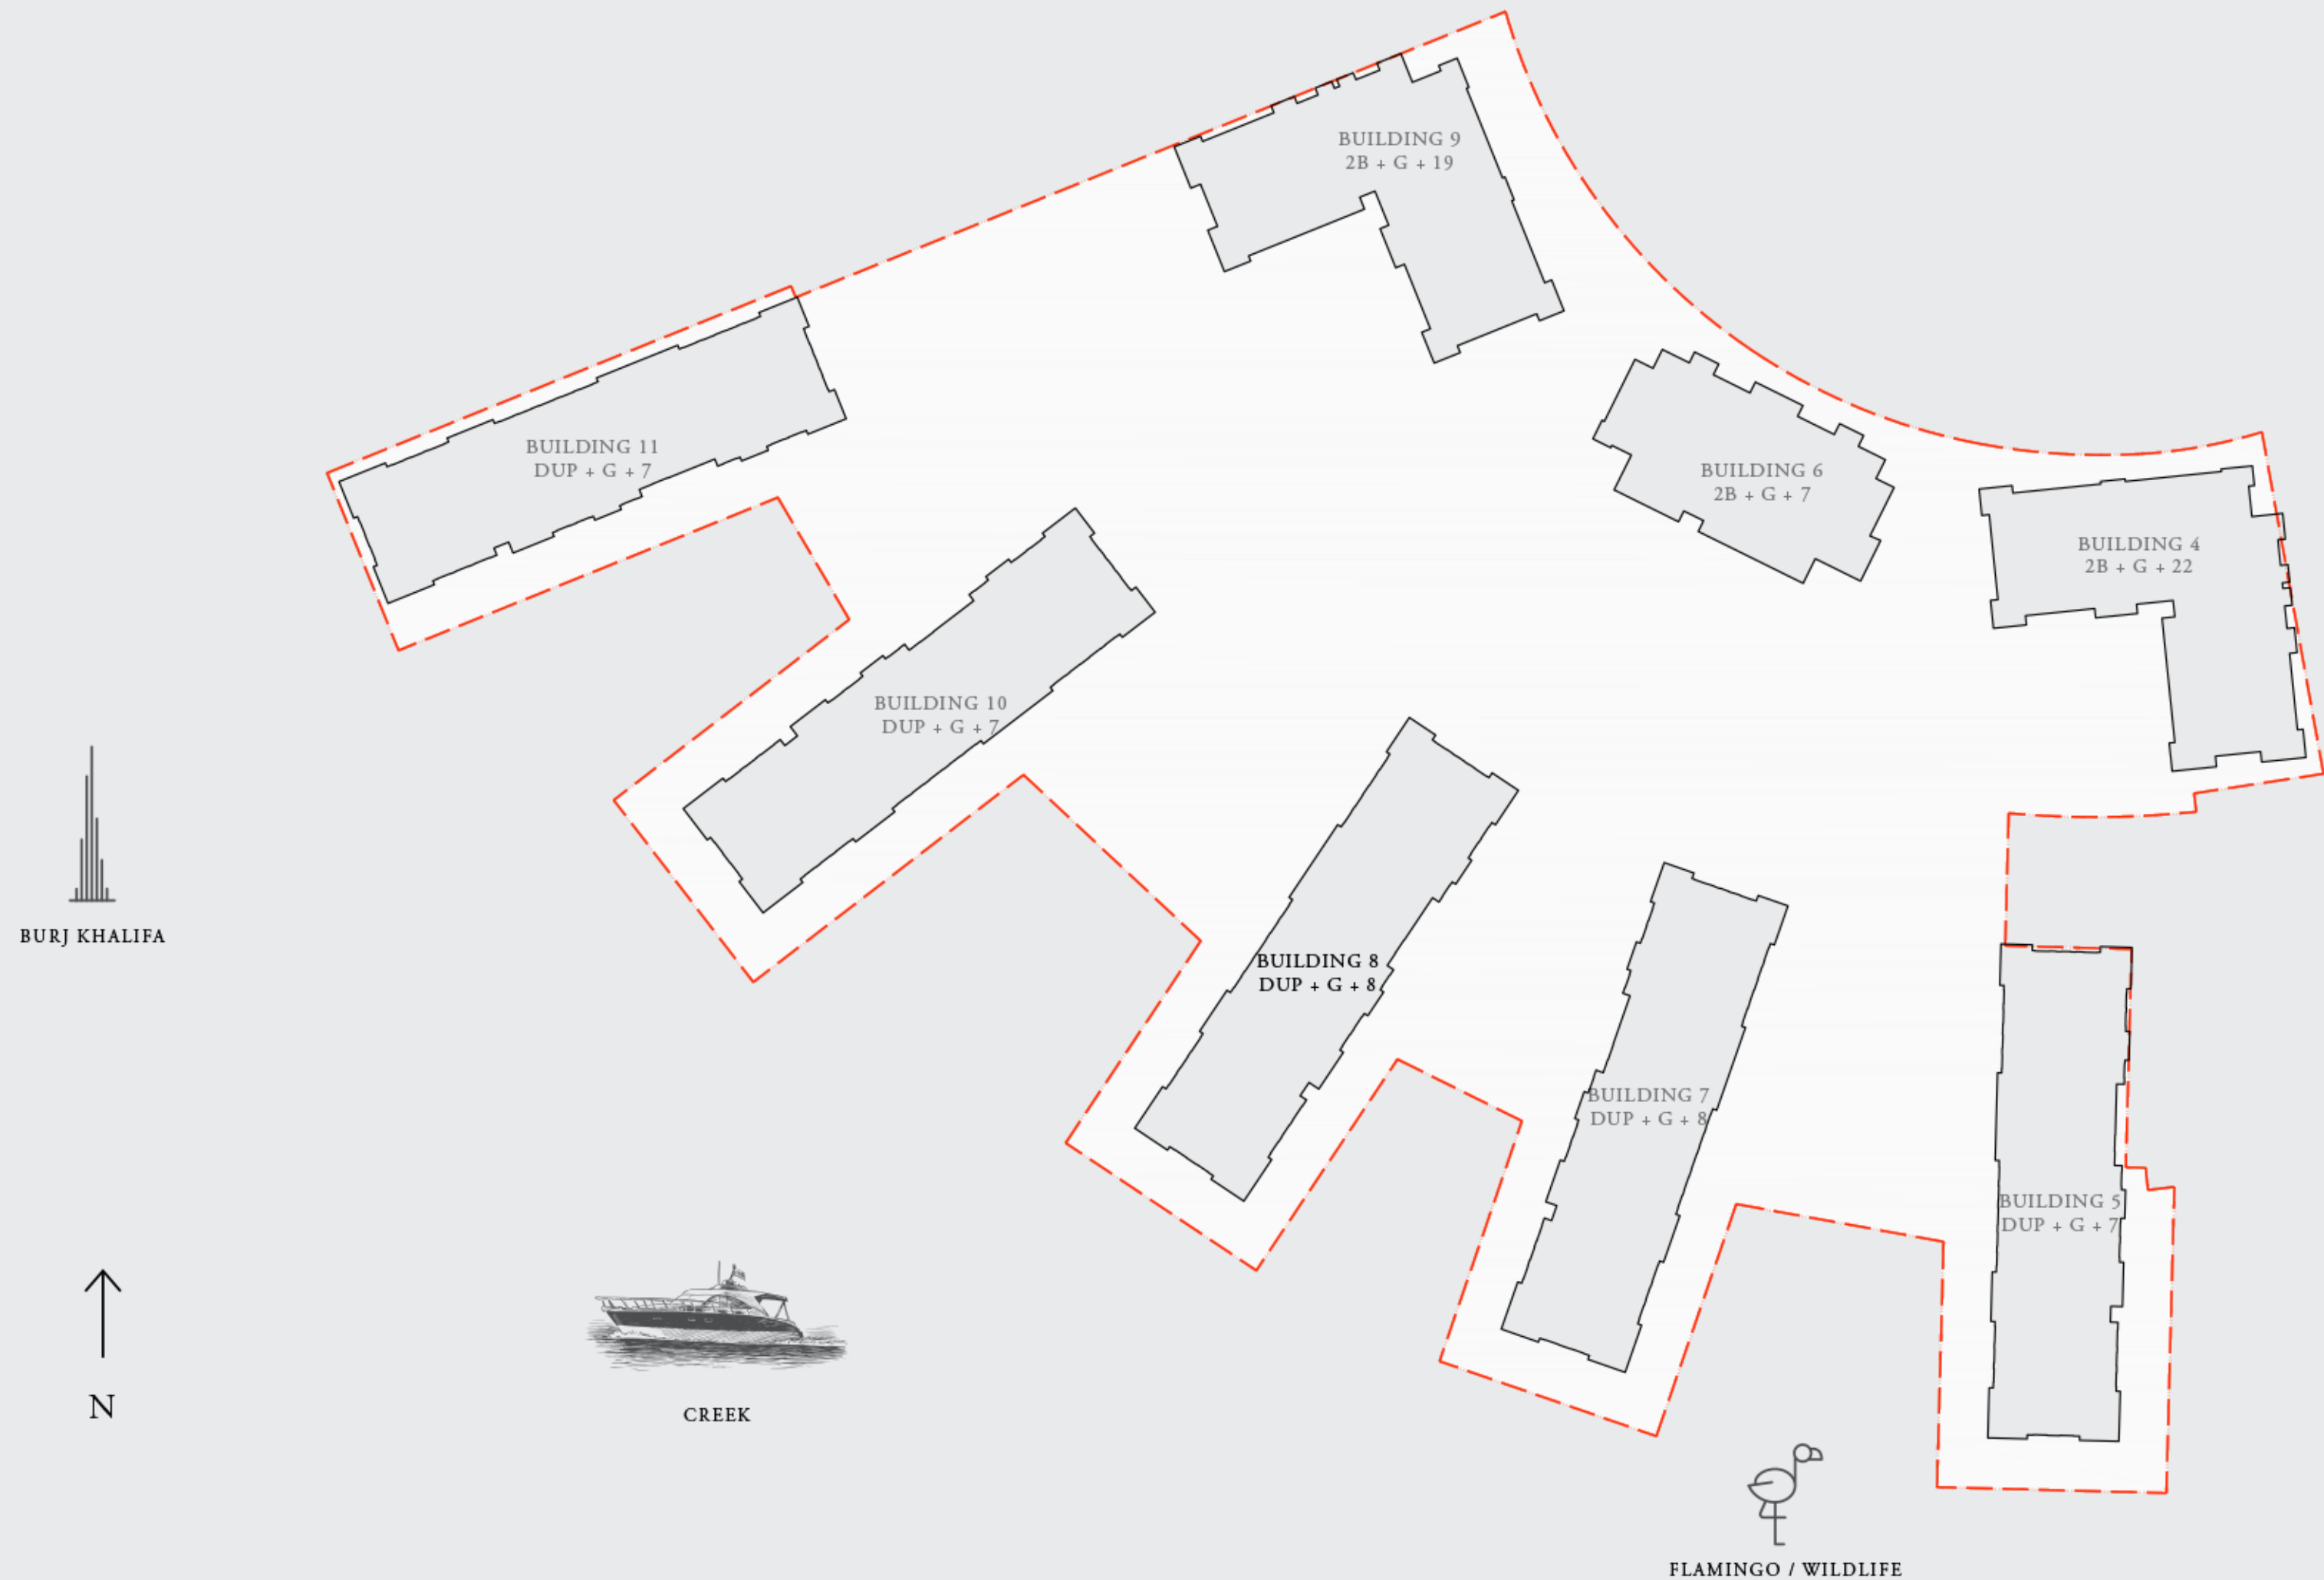 BUILDING 9
2B + G + 19
BUILDING 11
DUP + G + 7
BUILDING 6
2B + G + 7
BUILDING 4
2B + G + 22
BUILDING 10
DUP + G + 7
BURJ KHALIFA
BUILDING 8
DUP + G + 8
BUILDING 7
DUP + G + 8
BUILDING 5
DUP + G + 7
N
CREEK
FLAMINGO / WILDLIFE